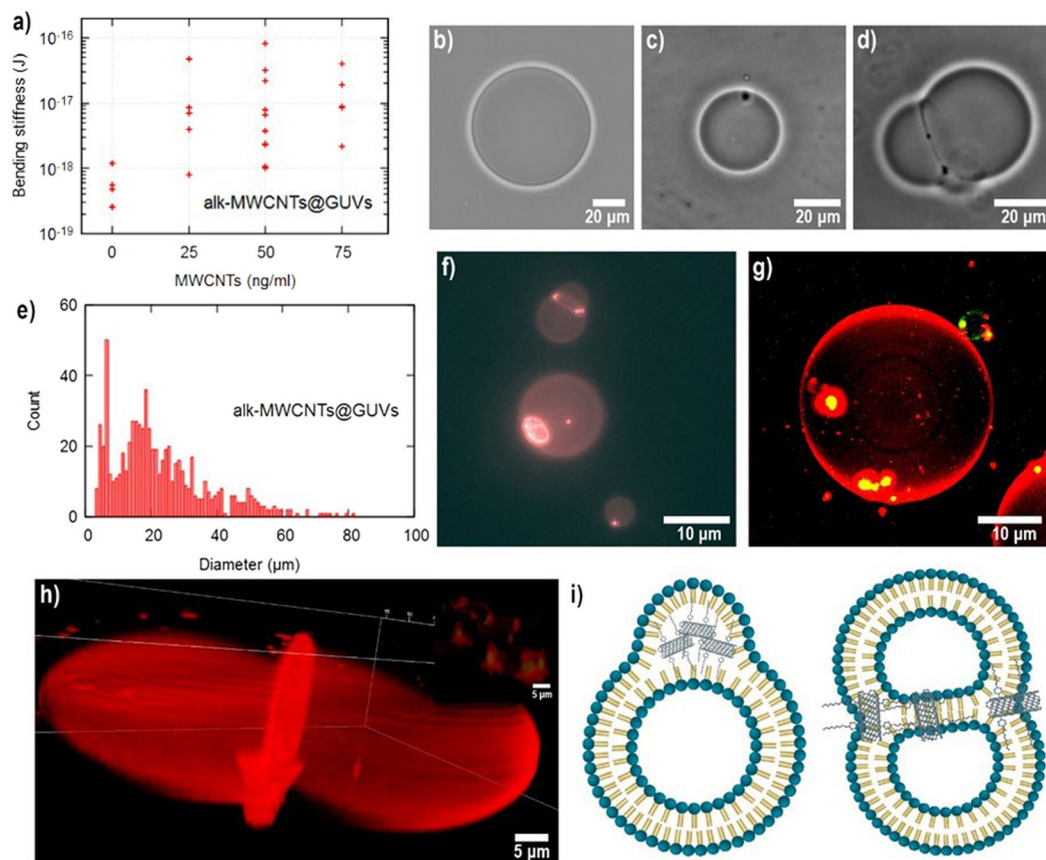 a)
10⁻¹⁶
10⁻¹⁷
10⁻¹⁸
10⁻¹⁹
Bending stiffness (J)
alk-MWCNTs@GUVs
0 25 50 75
MWCNTs (ng/ml)
b)
20 µm
c)
20 µm
d)
20 µm
e)
60
40
20
0
Count
alk-MWCNTs@GUVs
0 20 40 60 80 100
Diameter (µm)
f)
10 µm
g)
10 µm
h)
5 µm
5 µm
i)